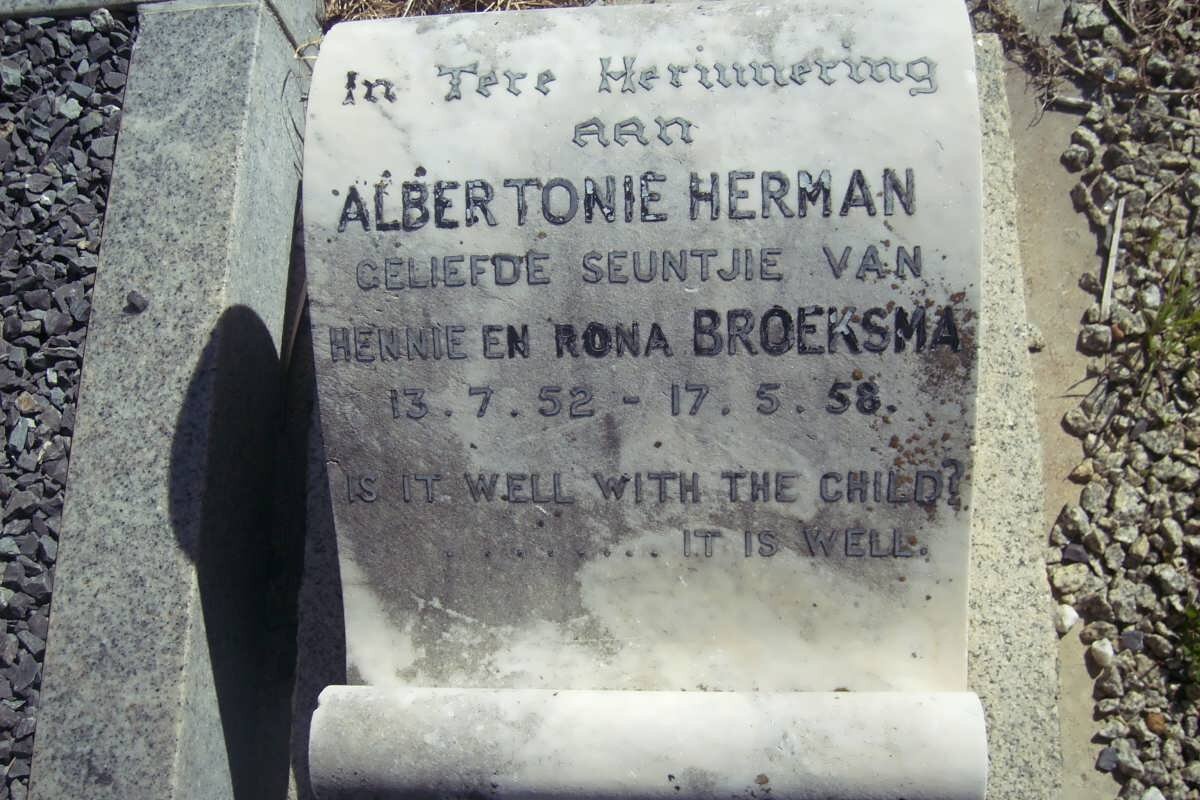 In Tere Herinnering
aan
ALBERTONIE HERMAN
GELIEFDE SEUNTJIE VAN
HENNIE EN RONA BROEKSMA
13.7.52 - 17.5.58.
IS IT WELL WITH THE CHILD?
........ IT IS WELL.